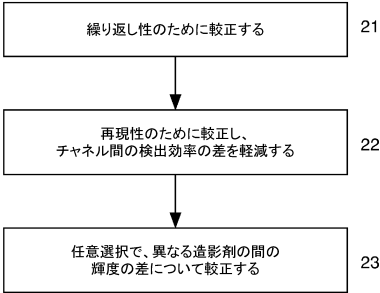 繰り返し性のために較正する
21
再現性のために較正し、
チャネル間の検出効率の差を軽減する
22
任意選択で、異なる造影剤の間の
輝度の差について較正する
23